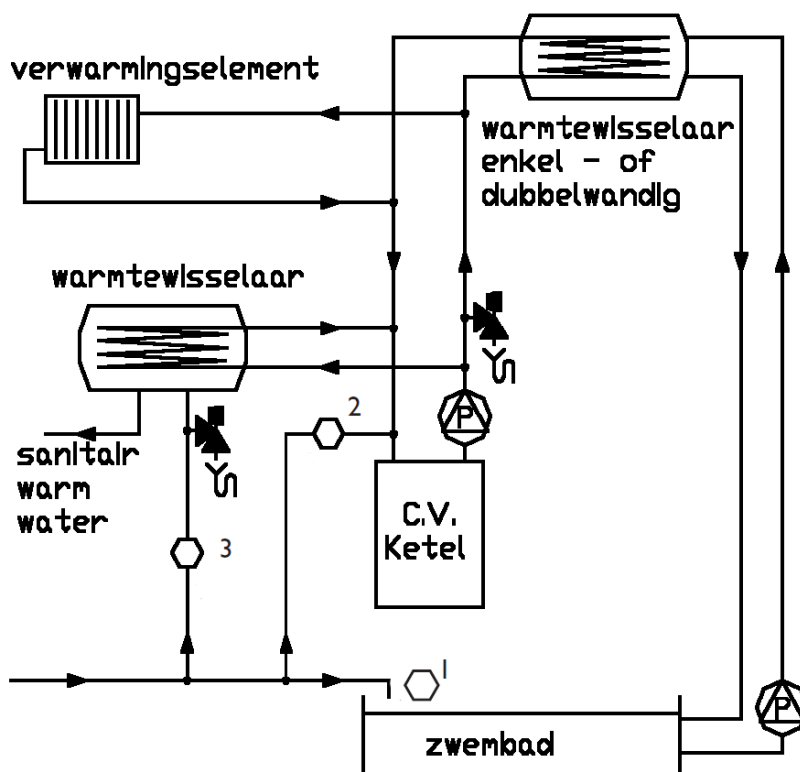 verwarmingselement
warmtewisselaar
enkel - of
dubbelwandig
warmtewisselaar
2
P
sanitair
warm
water
C.V.
Ketel
3
1
P
zwembad